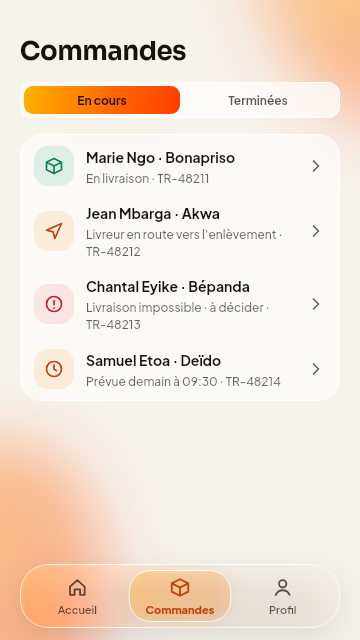 Commandes
En cours
Terminées
Marie Ngo · Bonapriso
En livraison · TR-48211
Jean Mbarga · Akwa
Livreur en route vers l'enlèvement ·
TR-48212
Chantal Eyike · Bépanda
Livraison impossible · à décider ·
TR-48213
Samuel Etoa · Deïdo
Prévue demain à 09:30 · TR-48214
Accueil
Commandes
Profil